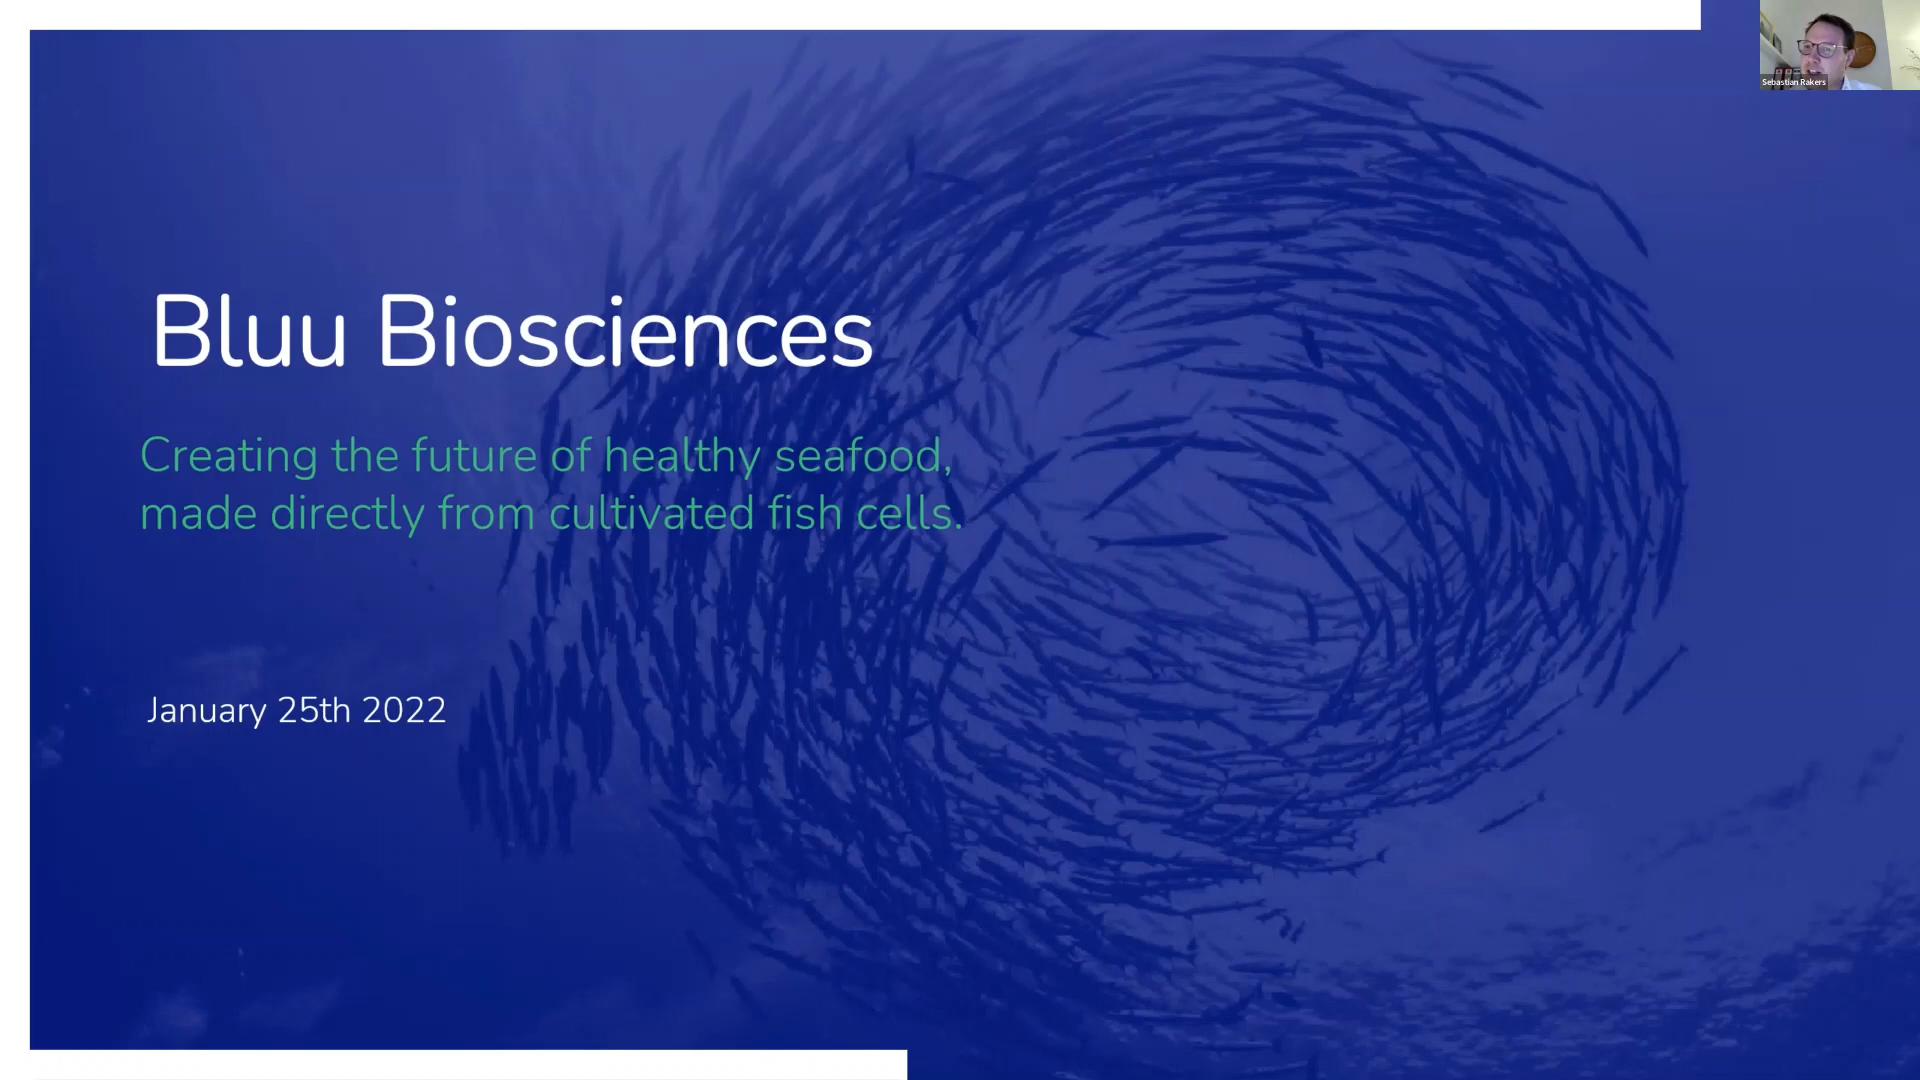 Sebastian Rakers
Bluu Biosciences
Creating the future of healthy seafood,
made directly from cultivated fish cells.
January 25th 2022